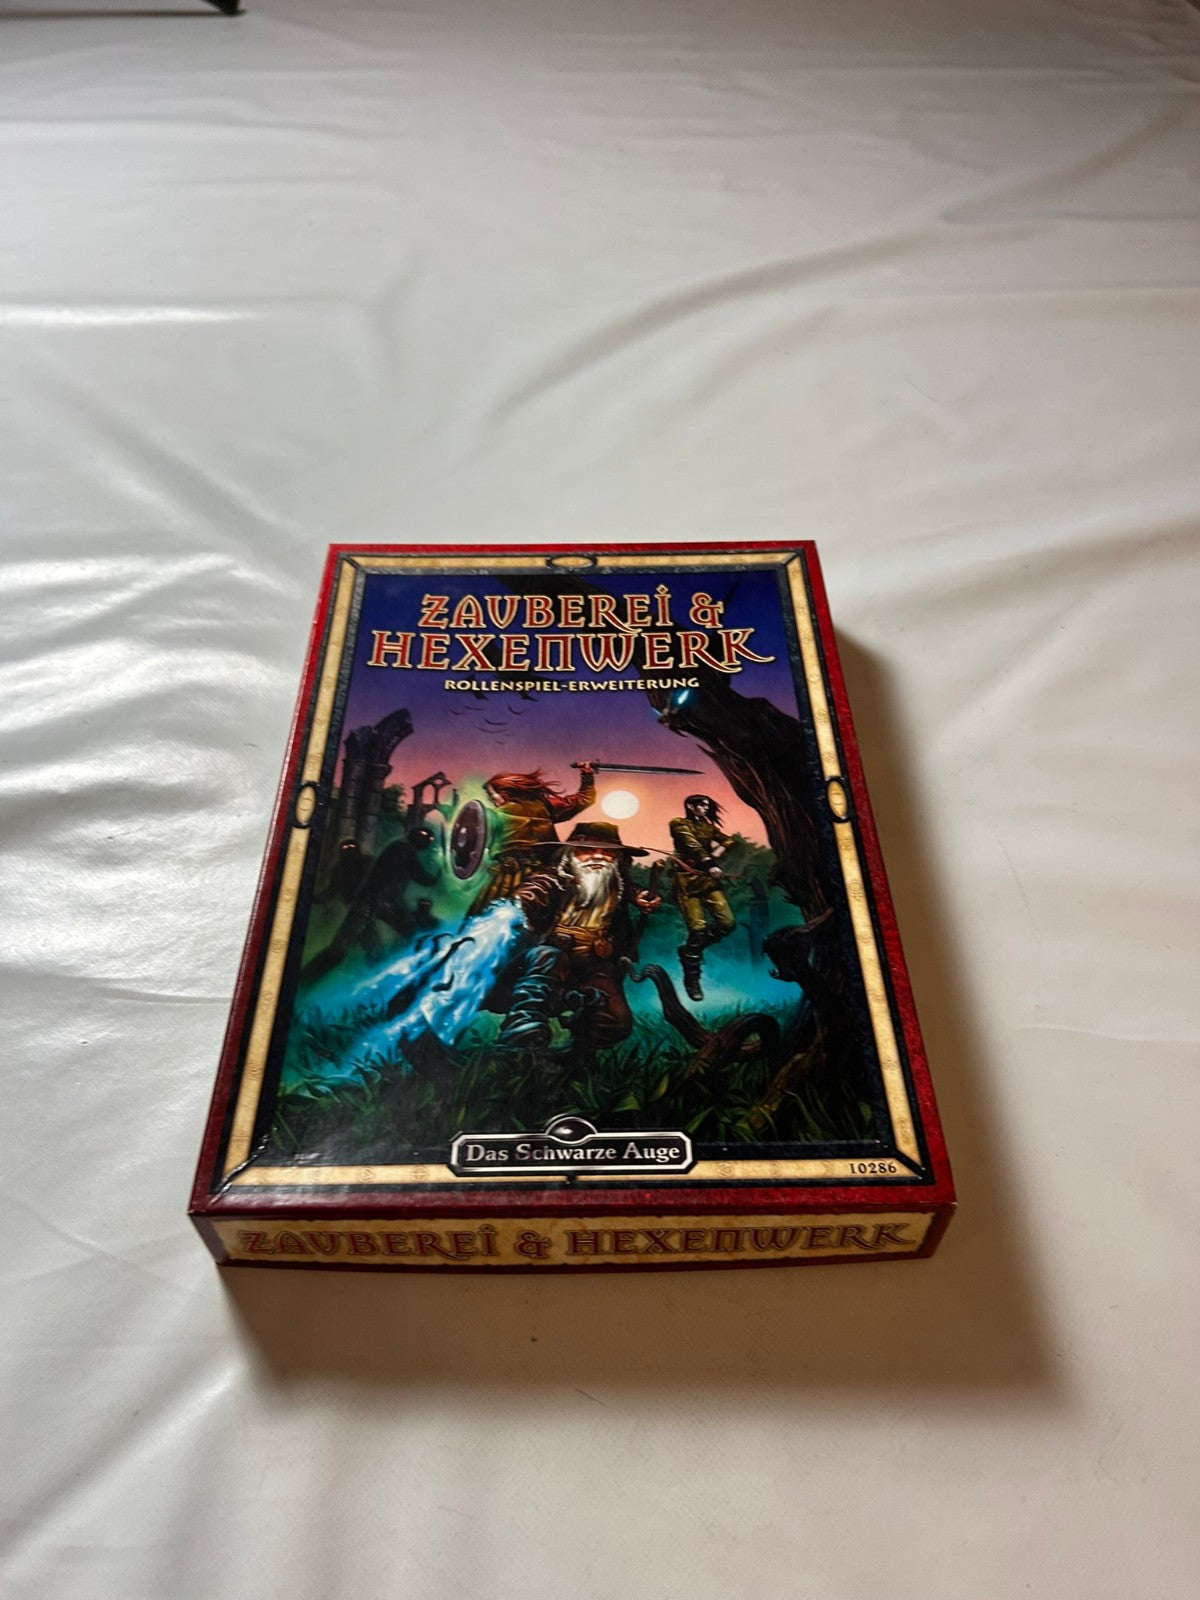 ZAUBEREI &
HEXENWERK
ROLLENSPIEL-ERWEITERUNG
Das Schwarze Auge
10286
ZAUBEREI & HEXENWERK